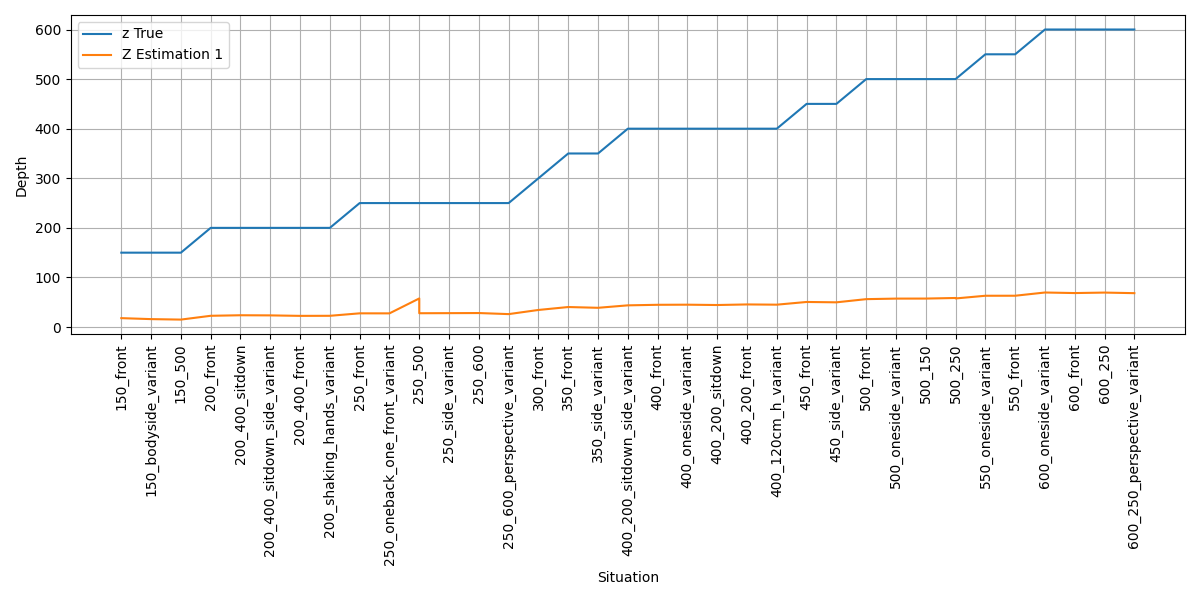 z True
Z Estimation 1
600
500
400
300
200
100
0
Depth
150_front
150_bodyside_variant
150_500
200_front
200_400_sitdown
200_400_sitdown_side_variant
200_400_front
200_shaking_hands_variant
250_front
250_oneback_one_front_variant
250_500
250_side_variant
250_600
250_600_perspective_variant
300_front
350_front
350_side_variant
400_200_sitdown_side_variant
400_front
400_oneside_variant
400_200_sitdown
400_200_front
400_120cm_h_variant
450_front
450_side_variant
500_front
500_oneside_variant
500_150
500_250
550_oneside_variant
550_front
600_oneside_variant
600_front
600_250
600_250_perspective_variant
Situation